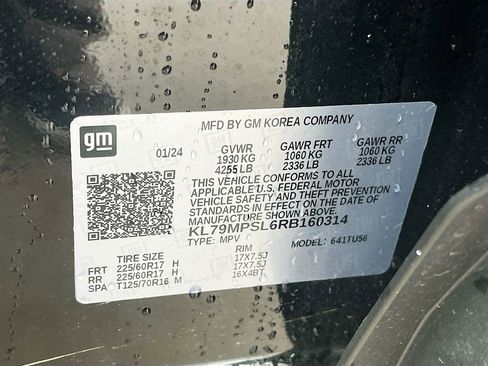 gm
MFD BY GM KOREA COMPANY
01/24 GVWR GAWR FRT GAWR RR
1930 KG 1060 KG 1060 KG
4255 LB 2336 LB 2336 LB
THIS VEHICLE CONFORMS TO ALL
APPLICABLE U.S. FEDERAL MOTOR
VEHICLE SAFETY AND THEFT PREVENTION
STANDARDS IN EFFECT ON THE DATE OF
MANUFACTURE SHOWN ABOVE.
KL79MPSL6RB160314
TYPE: MPV MODEL: 641TU56
TIRE SIZE RIM
FRT 225/60R17 H 17X7.5J
RR 225/60R17 H 17X7.5J
SPA T125/70R16 M 16X4BT